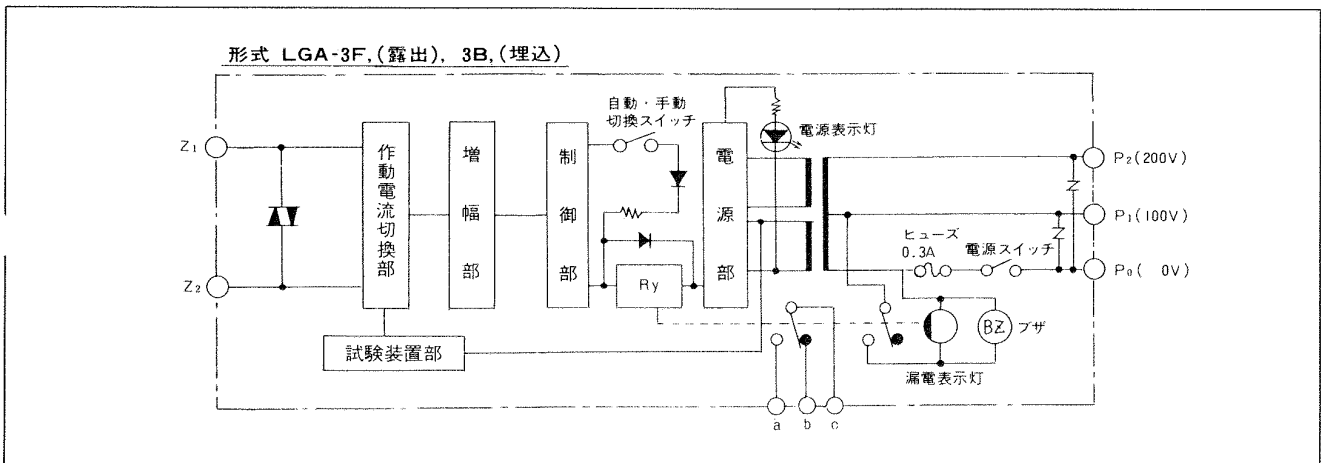 形式 LGA-3F,(露出), 3B,(埋込)
自動・手動
切換スイッチ
電源表示灯
Z1
Z2
作動電流切換部
増幅部
制御部
電源部
P2(200V)
P1(100V)
P0( 0V)
ヒューズ
0.3A
電源スイッチ
Ry
BZ
ブザ
試験装置部
漏電表示灯
a
b
c